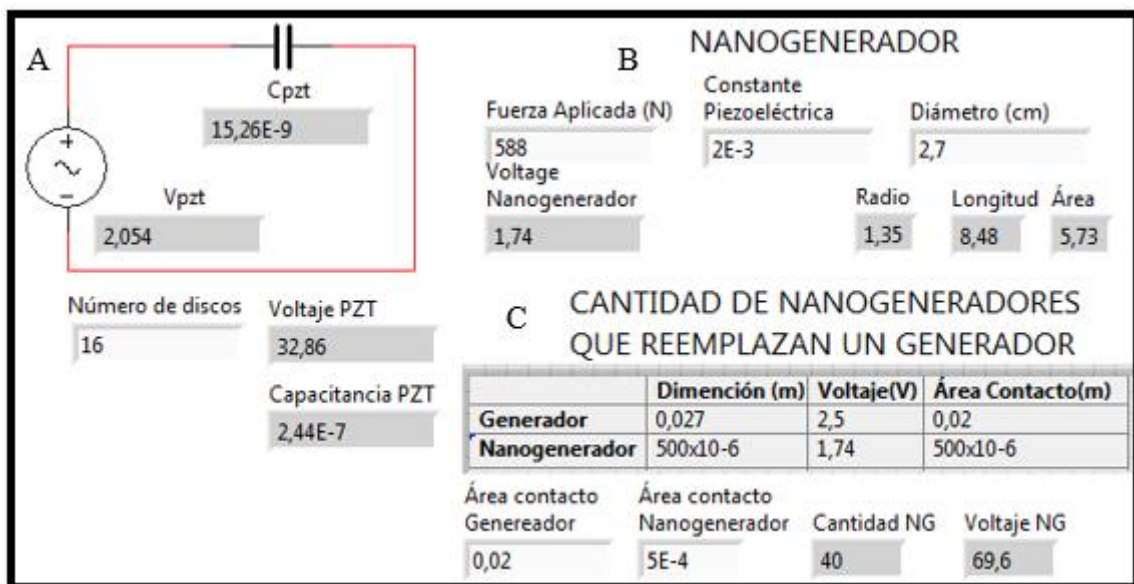 A
Cpzt
15,26E-9
+
−
Vpzt
2,054
Número de discos
16
Voltaje PZT
32,86
Capacitancia PZT
2,44E-7
B
NANOGENERADOR
Fuerza Aplicada (N)
588
Constante
Piezoeléctrica
2E-3
Diámetro (cm)
2,7
Voltage
Nanogenerador
1,74
Radio
1,35
Longitud
8,48
Área
5,73
C
CANTIDAD DE NANOGENERADORES
QUE REEMPLAZAN UN GENERADOR
Dimención (m) Voltaje(V) Área Contacto(m)
Generador 0,027 2,5 0,02
Nanogenerador 500x10-6 1,74 500x10-6
Área contacto
Genereador
0,02
Área contacto
Nanogenerador
5E-4
Cantidad NG
40
Voltaje NG
69,6